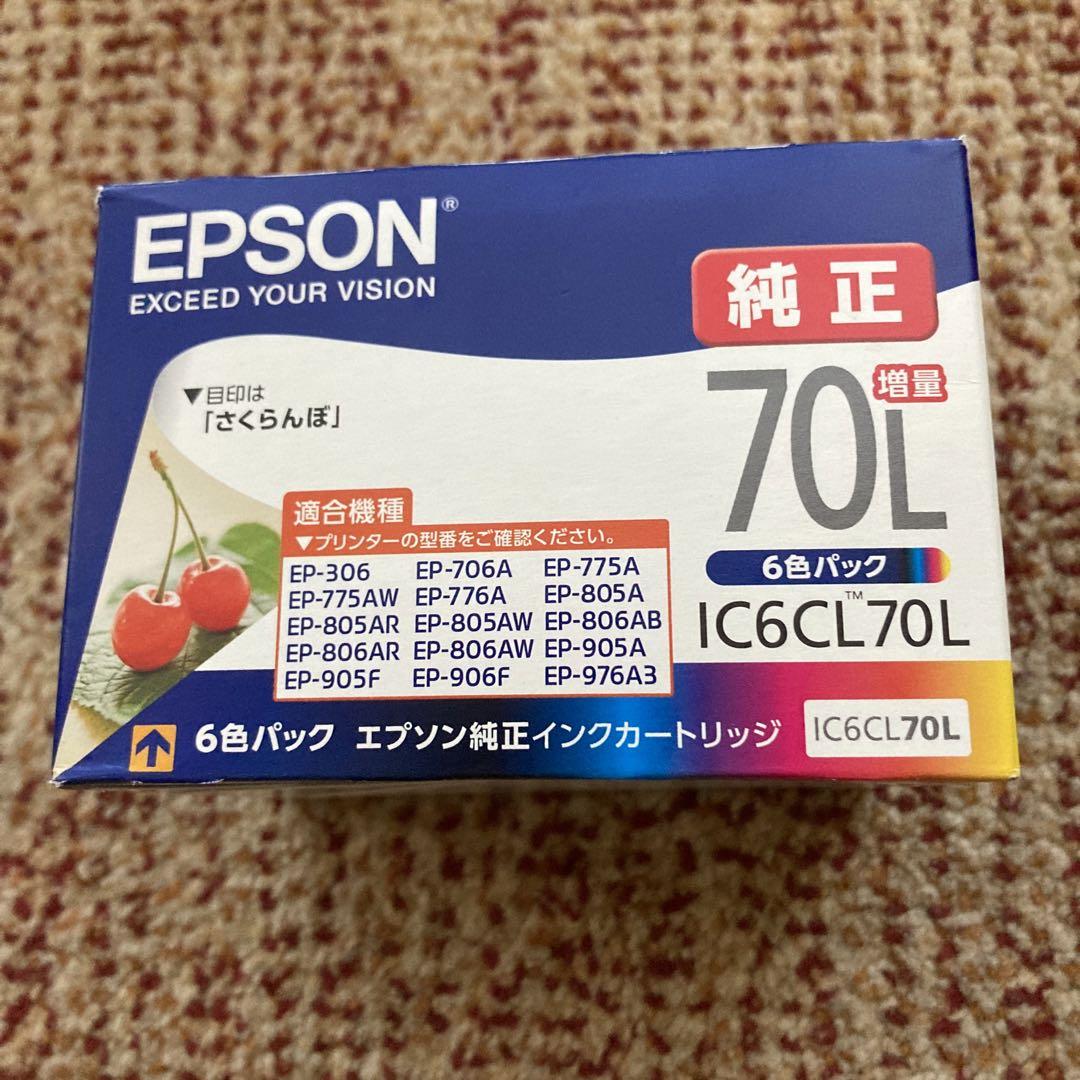 EPSON®
EXCEED YOUR VISION
純正
▼目印は
「さくらんぼ」
70L 増量
6色パック
IC6CL™70L
適合機種
▼プリンターの型番をご確認ください。
EP-306 EP-706A EP-775A
EP-775AW EP-776A EP-805A
EP-805AR EP-805AW EP-806AB
EP-806AR EP-806AW EP-905A
EP-905F EP-906F EP-976A3
6色パック エプソン純正インクカートリッジ IC6CL70L